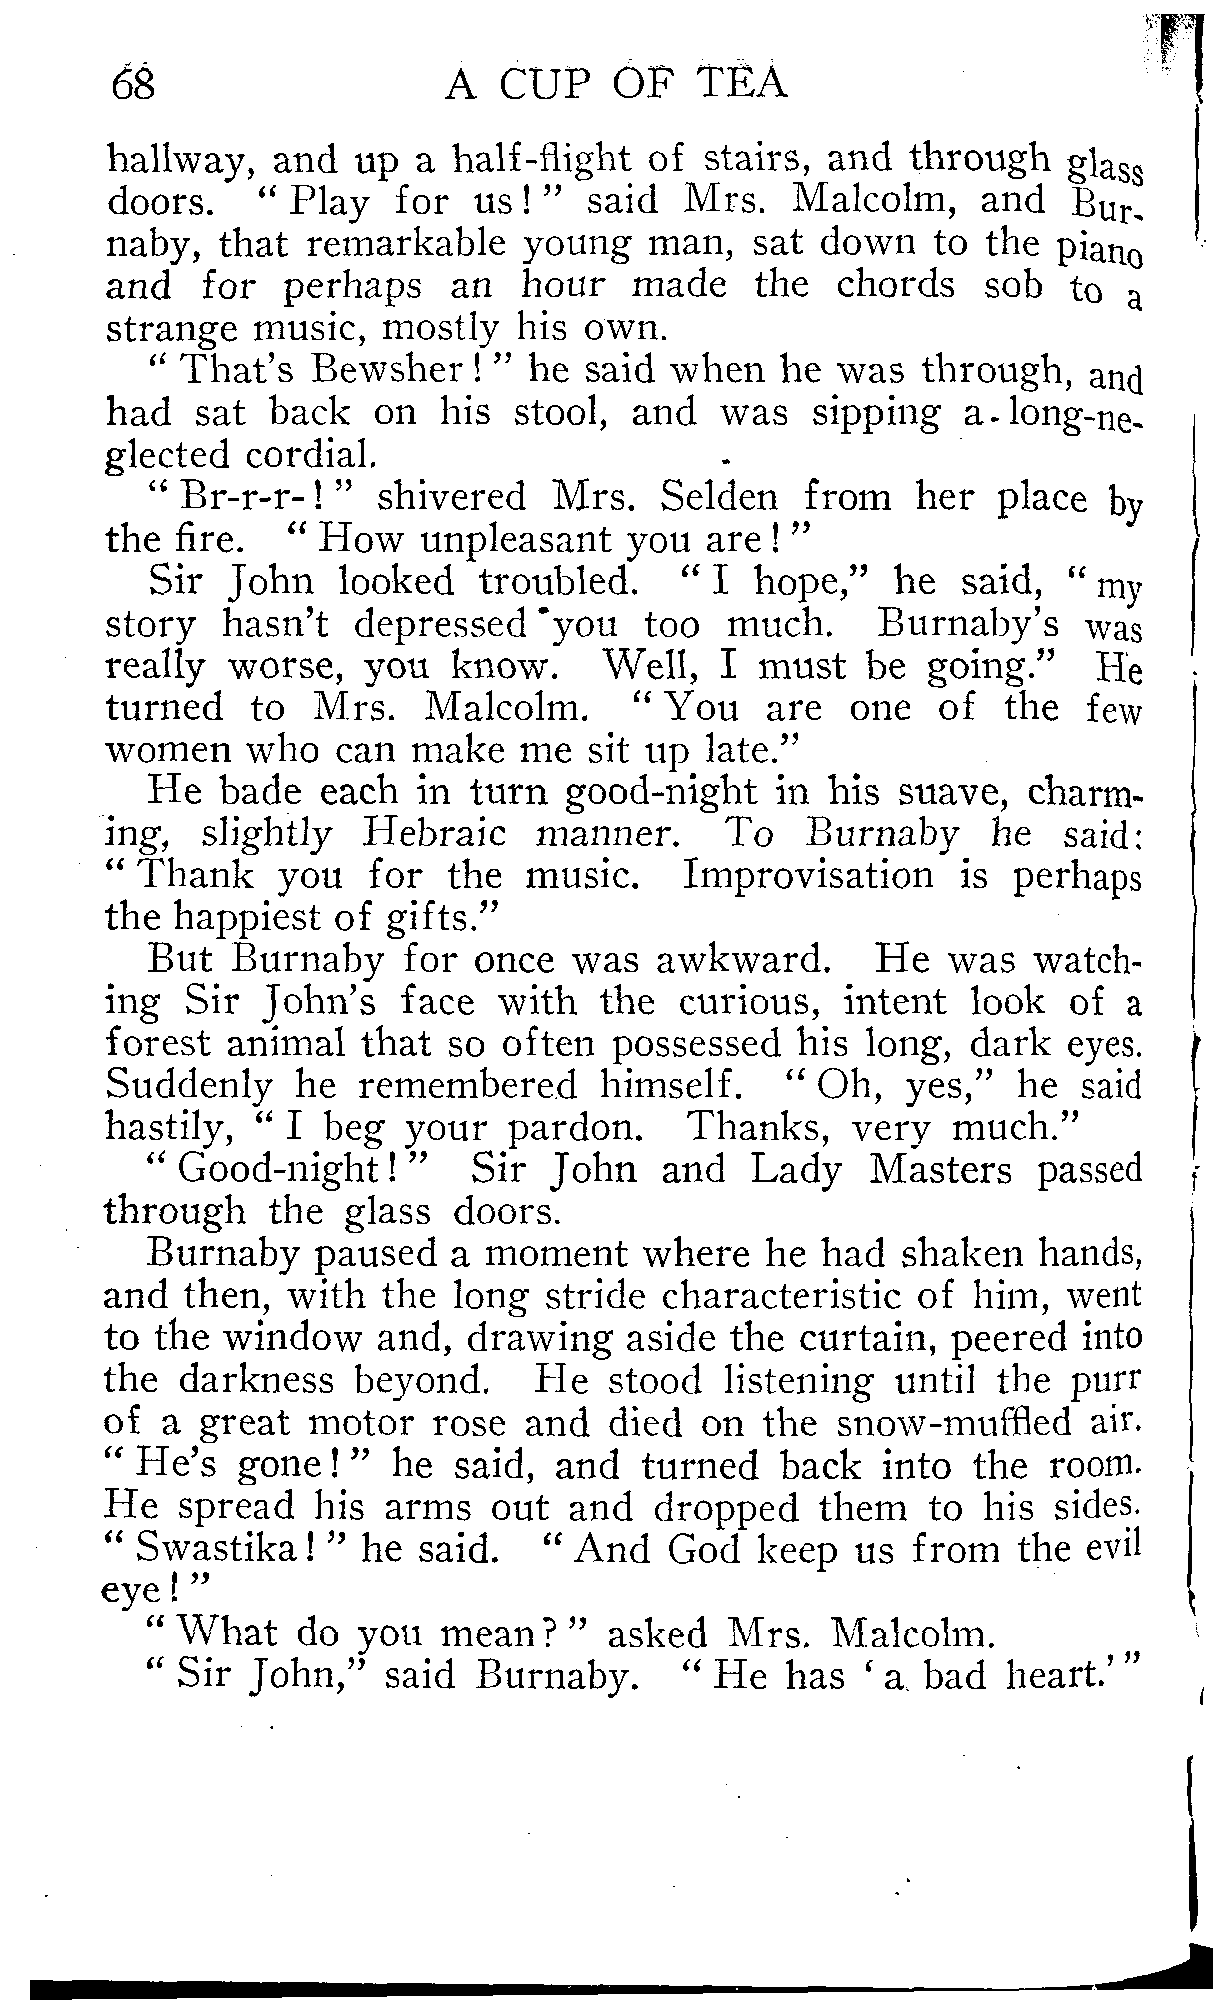 68 A CUP OF TEA
hallway, and up a half-flight of stairs, and through glass
doors. “ Play for us! ” said Mrs. Malcolm, and Bur-
naby, that remarkable young man, sat down to the piano
and for perhaps an hour made the chords sob to a
strange music, mostly his own.
“ That's Bewsher! ” he said when he was through, and
had sat back on his stool, and was sipping a long-ne-
glected cordial.
“ Br-r-r-! ” shivered Mrs. Selden from her place by
the fire. “ How unpleasant you are! ”
Sir John looked troubled. “ I hope,” he said, “ my
story hasn't depressed you too much. Burnaby's was
really worse, you know. Well, I must be going.” He
turned to Mrs. Malcolm. “ You are one of the few
women who can make me sit up late.”
He bade each in turn good-night in his suave, charm-
ing, slightly Hebraic manner. To Burnaby he said:
“ Thank you for the music. Improvisation is perhaps
the happiest of gifts.”
But Burnaby for once was awkward. He was watch-
ing Sir John's face with the curious, intent look of a
forest animal that so often possessed his long, dark eyes.
Suddenly he remembered himself. “ Oh, yes,” he said
hastily, “ I beg your pardon. Thanks, very much.”
“ Good-night! ” Sir John and Lady Masters passed
through the glass doors.
Burnaby paused a moment where he had shaken hands,
and then, with the long stride characteristic of him, went
to the window and, drawing aside the curtain, peered into
the darkness beyond. He stood listening until the purr
of a great motor rose and died on the snow-muffled air.
“ He's gone! ” he said, and turned back into the room.
He spread his arms out and dropped them to his sides.
“ Swastika! ” he said. “ And God keep us from the evil
eye! ”
“ What do you mean? ” asked Mrs. Malcolm.
“ Sir John,” said Burnaby. “ He has ‘ a bad heart.’ ”